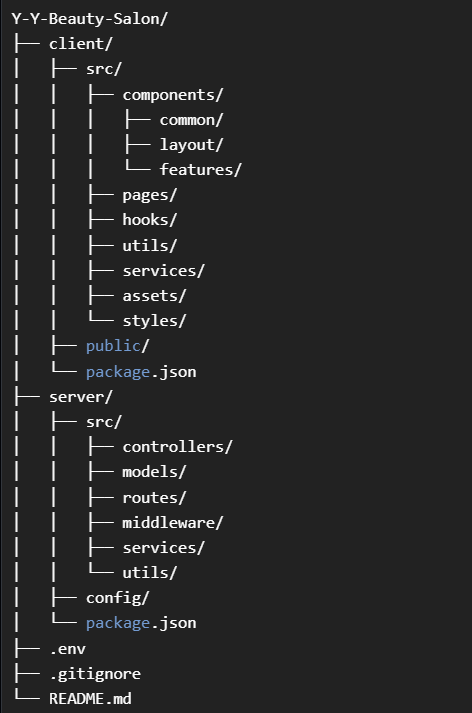 Y-Y-Beauty-Salon/
├── client/
│   ├── src/
│   │   ├── components/
│   │   │   ├── common/
│   │   │   ├── layout/
│   │   │   └── features/
│   │   ├── pages/
│   │   ├── hooks/
│   │   ├── utils/
│   │   ├── services/
│   │   ├── assets/
│   │   └── styles/
│   ├── public/
│   └── package.json
├── server/
│   ├── src/
│   │   ├── controllers/
│   │   ├── models/
│   │   ├── routes/
│   │   ├── middleware/
│   │   ├── services/
│   │   └── utils/
│   ├── config/
│   └── package.json
├── .env
├── .gitignore
└── README.md